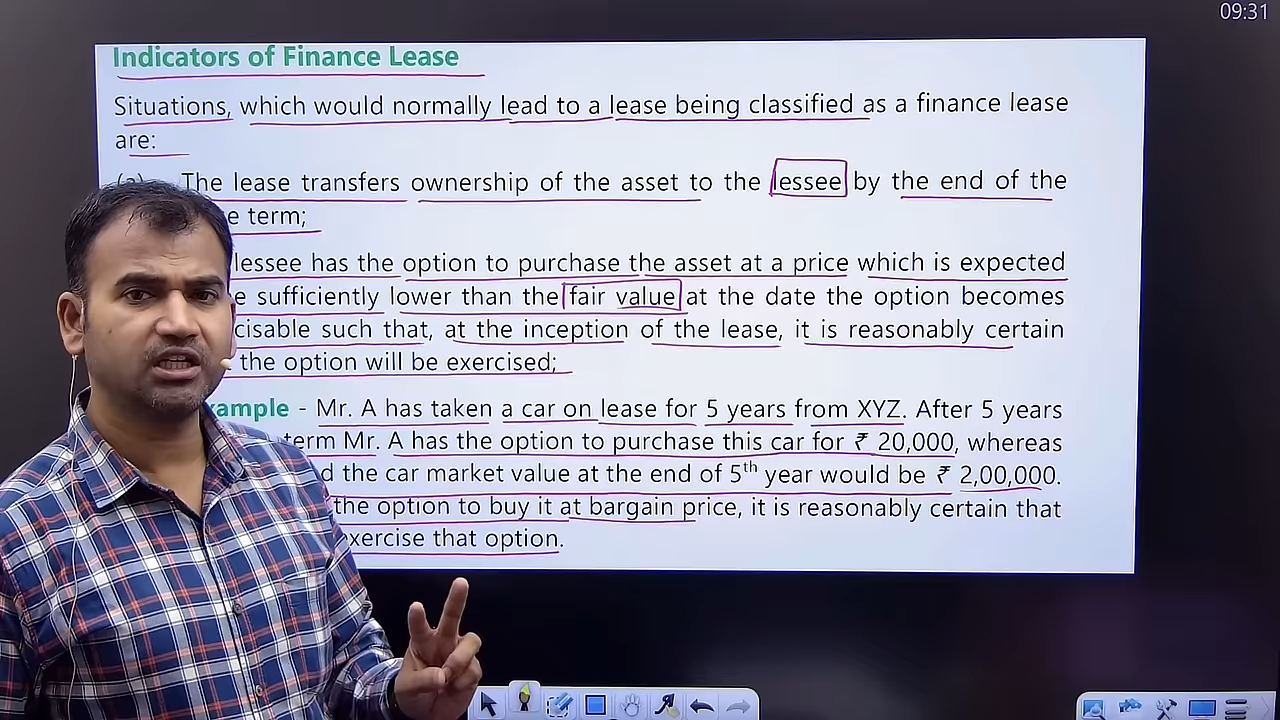 09:31
Indicators of Finance Lease
Situations, which would normally lead to a lease being classified as a finance lease
are:
(a) The lease transfers ownership of the asset to the lessee by the end of the
term;
lessee has the option to purchase the asset at a price which is expected
sufficiently lower than the fair value at the date the option becomes
cisable such that, at the inception of the lease, it is reasonably certain
the option will be exercised;
xample - Mr. A has taken a car on lease for 5 years from XYZ. After 5 years
term Mr. A has the option to purchase this car for ₹ 20,000, whereas
the car market value at the end of 5th year would be ₹ 2,00,000.
the option to buy it at bargain price, it is reasonably certain that
xercise that option.